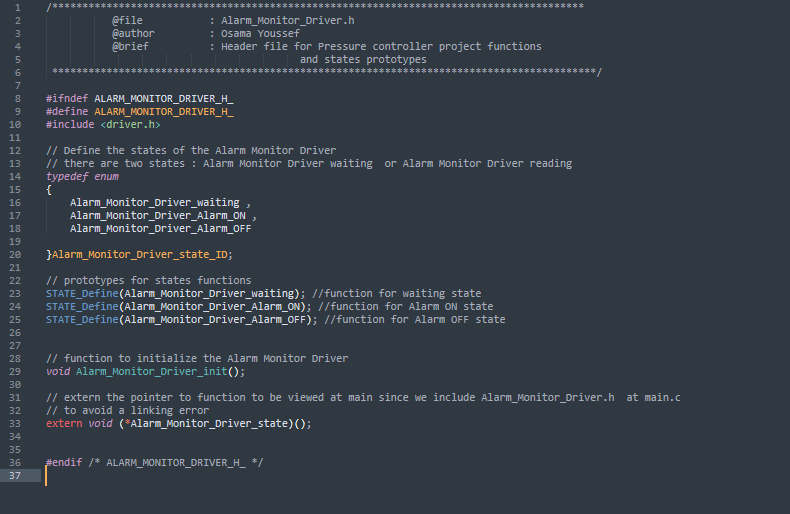 1 /****************************************************************************************
2 @file : Alarm_Monitor_Driver.h
3 @author : Osama Youssef
4 @brief : Header file for Pressure controller project functions
5 and states prototypes
6 ******************************************************************************************/
7
8 #ifndef ALARM_MONITOR_DRIVER_H_
9 #define ALARM_MONITOR_DRIVER_H_
10 #include <driver.h>
11
12 // Define the states of the Alarm Monitor Driver
13 // there are two states : Alarm Monitor Driver waiting  or Alarm Monitor Driver reading
14 typedef enum
15 {
16 Alarm_Monitor_Driver_waiting ,
17 Alarm_Monitor_Driver_Alarm_ON ,
18 Alarm_Monitor_Driver_Alarm_OFF
19
20 }Alarm_Monitor_Driver_state_ID;
21
22 // prototypes for states functions
23 STATE_Define(Alarm_Monitor_Driver_waiting); //function for waiting state
24 STATE_Define(Alarm_Monitor_Driver_Alarm_ON); //function for Alarm ON state
25 STATE_Define(Alarm_Monitor_Driver_Alarm_OFF); //function for Alarm OFF state
26
27
28 // function to initialize the Alarm Monitor Driver
29 void Alarm_Monitor_Driver_init();
30
31 // extern the pointer to function to be viewed at main since we include Alarm_Monitor_Driver.h  at main.c
32 // to avoid a linking error
33 extern void (*Alarm_Monitor_Driver_state)();
34
35
36 #endif /* ALARM_MONITOR_DRIVER_H_ */
37